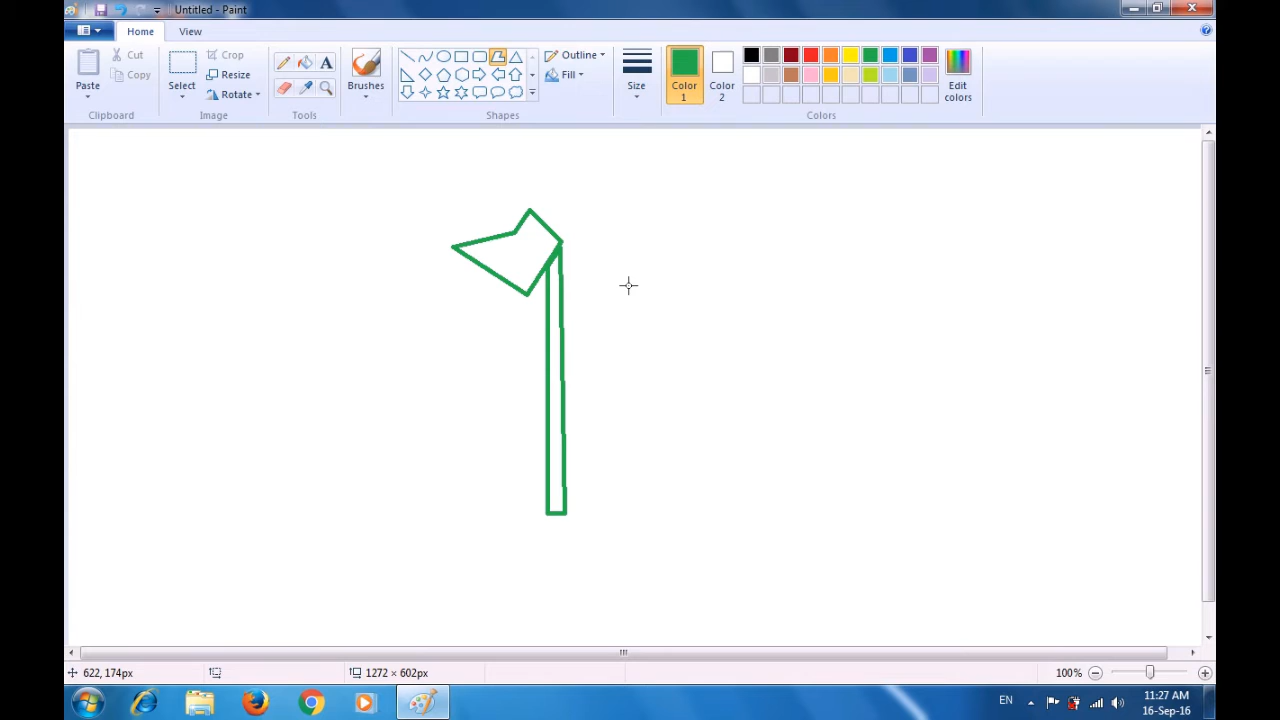 Untitled - Paint
Home View
Paste
Cut
Copy
Clipboard
Select
Crop
Resize
Rotate
Image
A
Tools
Brushes
Shapes
Outline
Fill
Size
Color 1
Color 2
Edit colors
Colors
622, 174px
1272 × 602px
100%
EN
11:27 AM
16-Sep-16